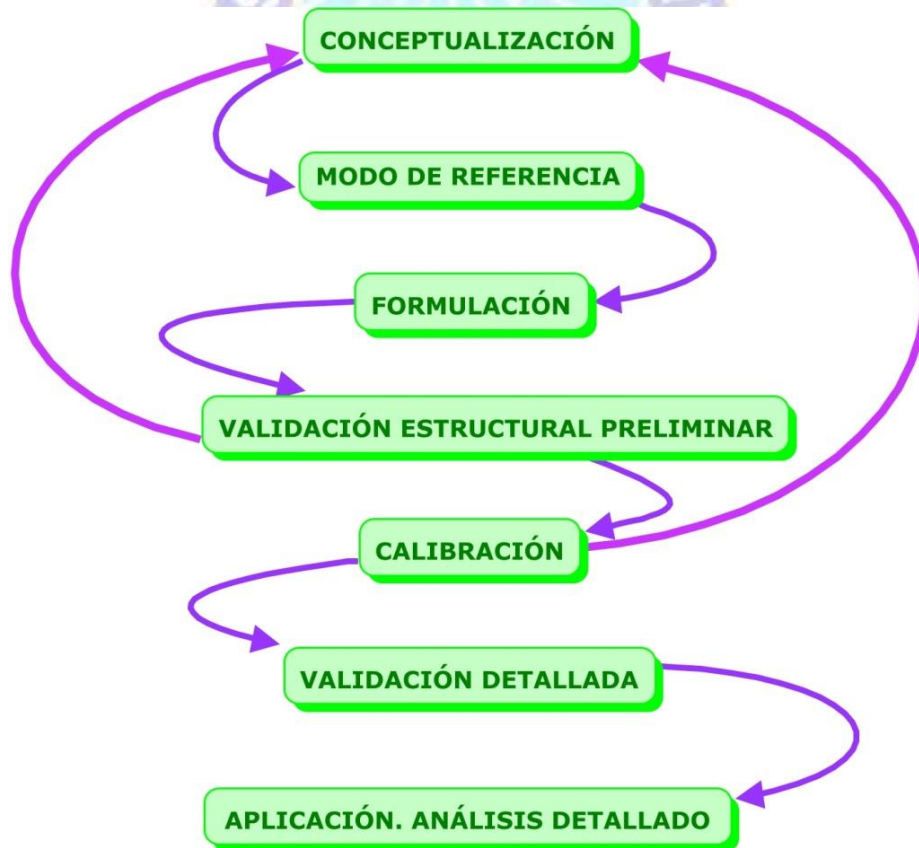 CONCEPTUALIZACIÓN
MODO DE REFERENCIA
FORMULACIÓN
VALIDACIÓN ESTRUCTURAL PRELIMINAR
CALIBRACIÓN
VALIDACIÓN DETALLADA
APLICACIÓN. ANÁLISIS DETALLADO